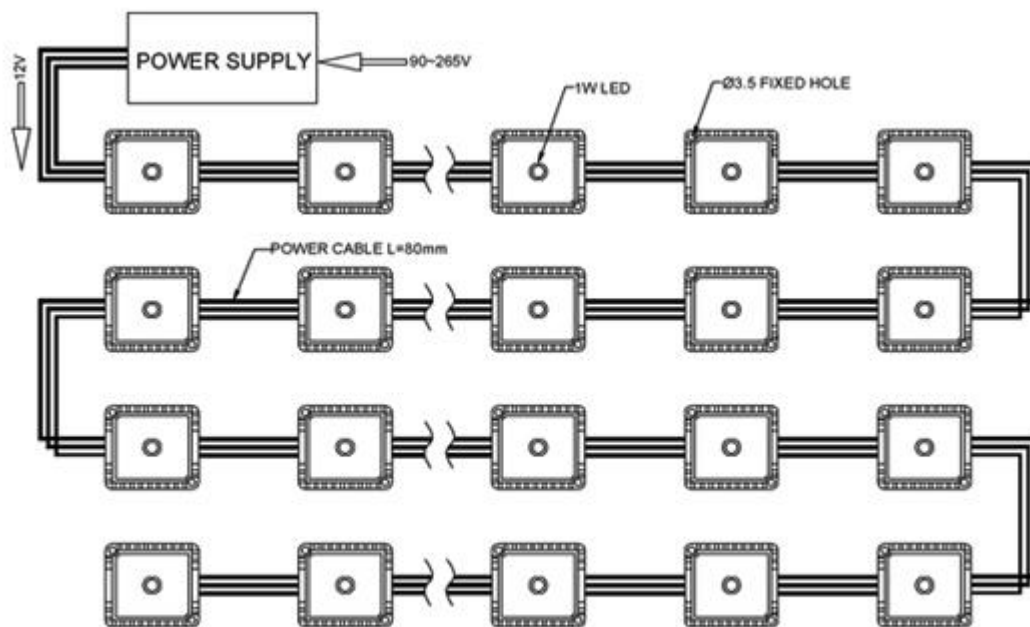 POWER SUPPLY
90~265V
12V
1W LED
Ø3.5 FIXED HOLE
POWER CABLE L=80mm